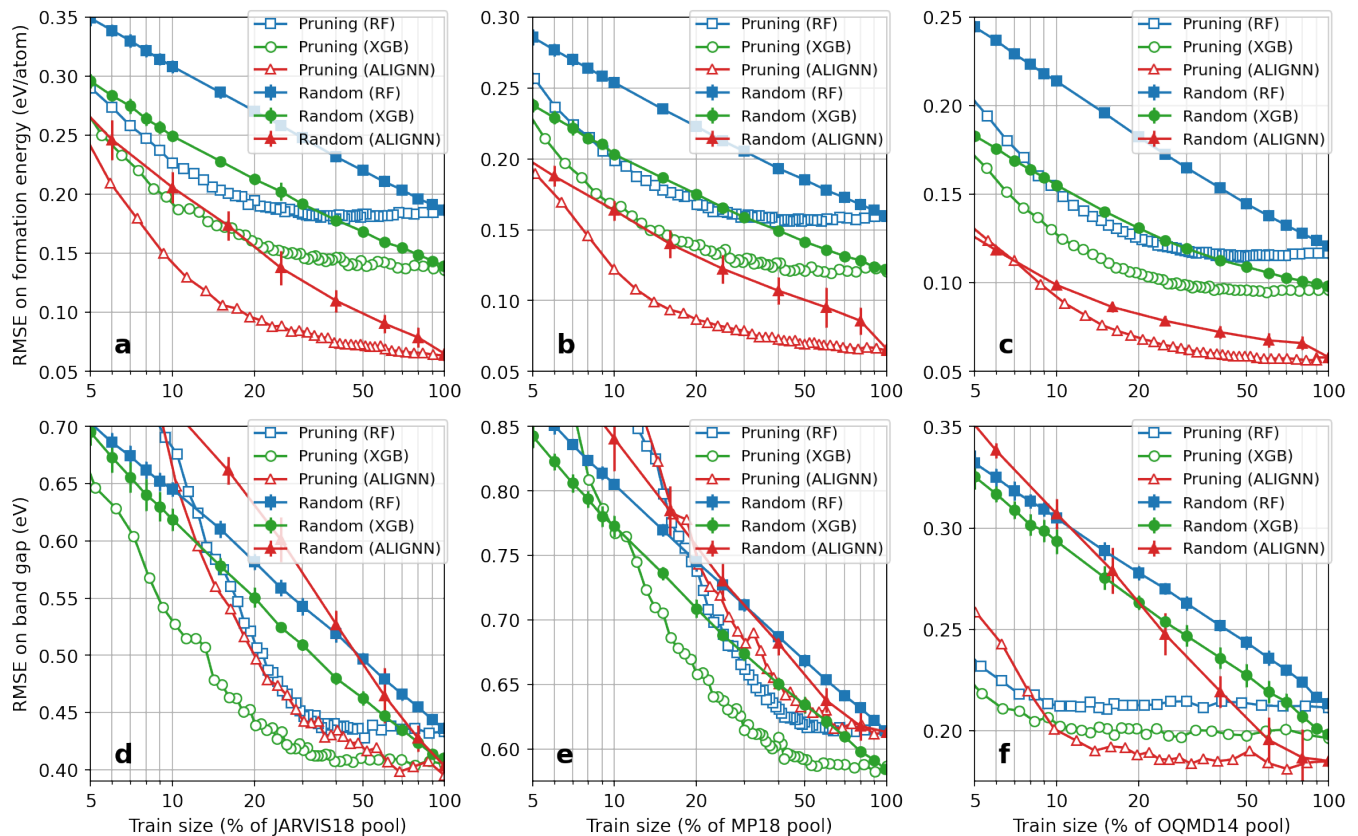 RMSE on formation energy (eV/atom)
0.35
0.30
0.25
0.20
0.15
0.10
0.05
5
10
20
50
100
a
Pruning (RF)
Pruning (XGB)
Pruning (ALIGNN)
Random (RF)
Random (XGB)
Random (ALIGNN)
0.30
0.25
0.20
0.15
0.10
0.05
5
10
20
50
100
b
Pruning (RF)
Pruning (XGB)
Pruning (ALIGNN)
Random (RF)
Random (XGB)
Random (ALIGNN)
0.25
0.20
0.15
0.10
0.05
5
10
20
50
100
c
Pruning (RF)
Pruning (XGB)
Pruning (ALIGNN)
Random (RF)
Random (XGB)
Random (ALIGNN)
RMSE on band gap (eV)
0.70
0.65
0.60
0.55
0.50
0.45
0.40
5
10
20
50
100
d
Pruning (RF)
Pruning (XGB)
Pruning (ALIGNN)
Random (RF)
Random (XGB)
Random (ALIGNN)
Train size (% of JARVIS18 pool)
0.85
0.80
0.75
0.70
0.65
0.60
5
10
20
50
100
e
Pruning (RF)
Pruning (XGB)
Pruning (ALIGNN)
Random (RF)
Random (XGB)
Random (ALIGNN)
Train size (% of MP18 pool)
0.35
0.30
0.25
0.20
5
10
20
50
100
f
Pruning (RF)
Pruning (XGB)
Pruning (ALIGNN)
Random (RF)
Random (XGB)
Random (ALIGNN)
Train size (% of OQMD14 pool)